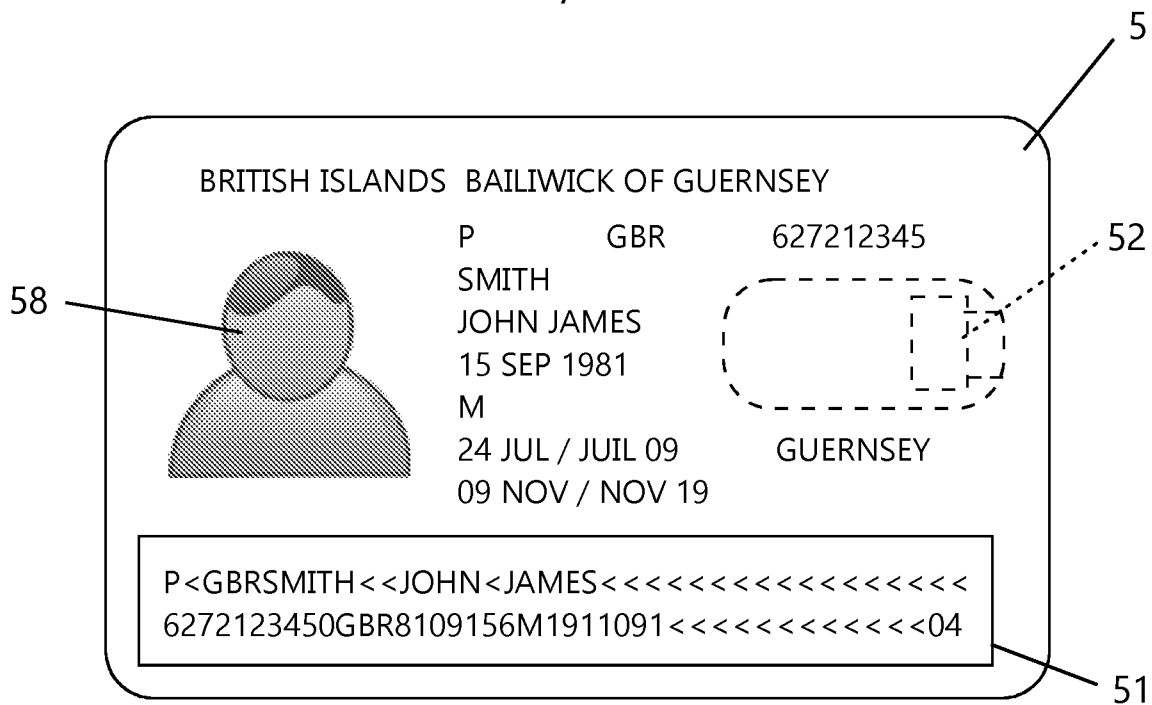 5
BRITISH ISLANDS BAILIWICK OF GUERNSEY
P GBR 627212345
52
SMITH
58
JOHN JAMES
15 SEP 1981
M
24 JUL / JUIL 09 GUERNSEY
09 NOV / NOV 19
P<GBRSMITH<<JOHN<JAMES<<<<<<<<<<<<<<<<<
6272123450GBR8109156M1911091<<<<<<<<<<<<04
51